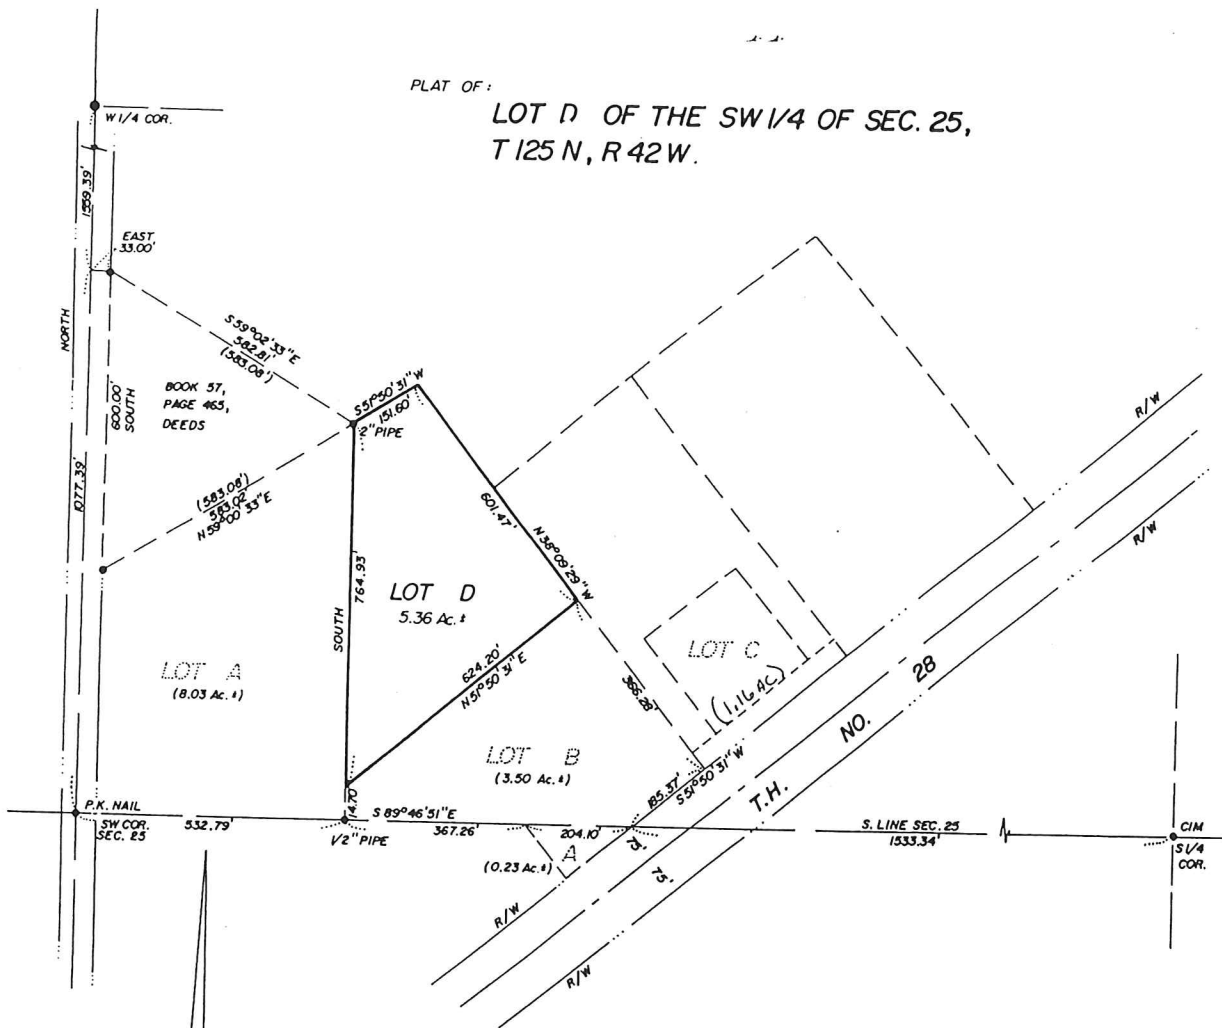 PLAT OF:
LOT D OF THE SW 1/4 OF SEC. 25,
T 125 N, R 42 W.
W 1/4 COR.
1559.39'
EAST
33.00'
NORTH
S 59°02'33"E
582.81'
(583.08')
600.00'
SOUTH
BOOK 57,
PAGE 465,
DEEDS
S 51°50'31"W
151.60'
2" PIPE
1077.39'
(583.08')
583.02'
N 59°00'33"E
601.47'
N 38°09'29"W
764.93'
SOUTH
LOT D
5.36 Ac.±
624.20'
N 51°50'31"E
LOT A
(8.03 Ac.±)
366.28'
LOT C
(1.16 AC)
R/W
R/W
LOT B
(3.50 Ac.±)
185.37'
S 51°50'31"W
T.H. NO. 28
14.70'
P.K. NAIL
SW COR.
SEC. 25
532.79'
S 89°46'51"E
1/2" PIPE
367.26'
204.10'
A
(0.23 Ac.±)
75'
75'
S. LINE SEC. 25
1533.34'
CIM
S 1/4
COR.
R/W
R/W